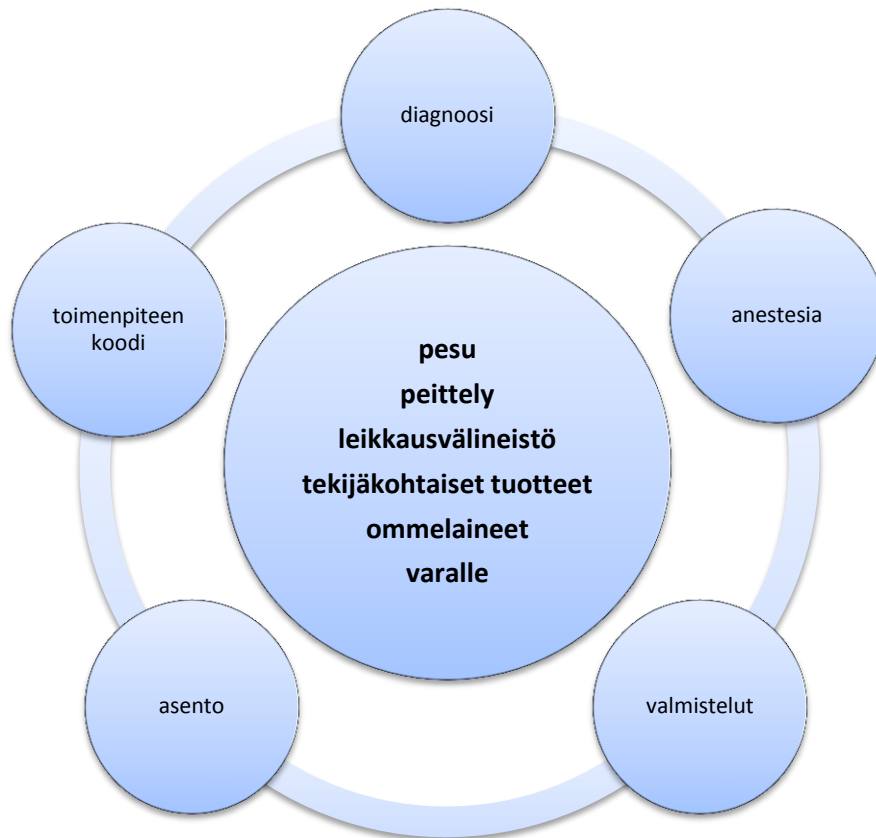 diagnoosi
anestesia
toimenpiteen
koodi
pesu
peittely
leikkausvälineistö
tekijäkohtaiset tuotteet
ommelaineet
varalle
asento
valmistelut